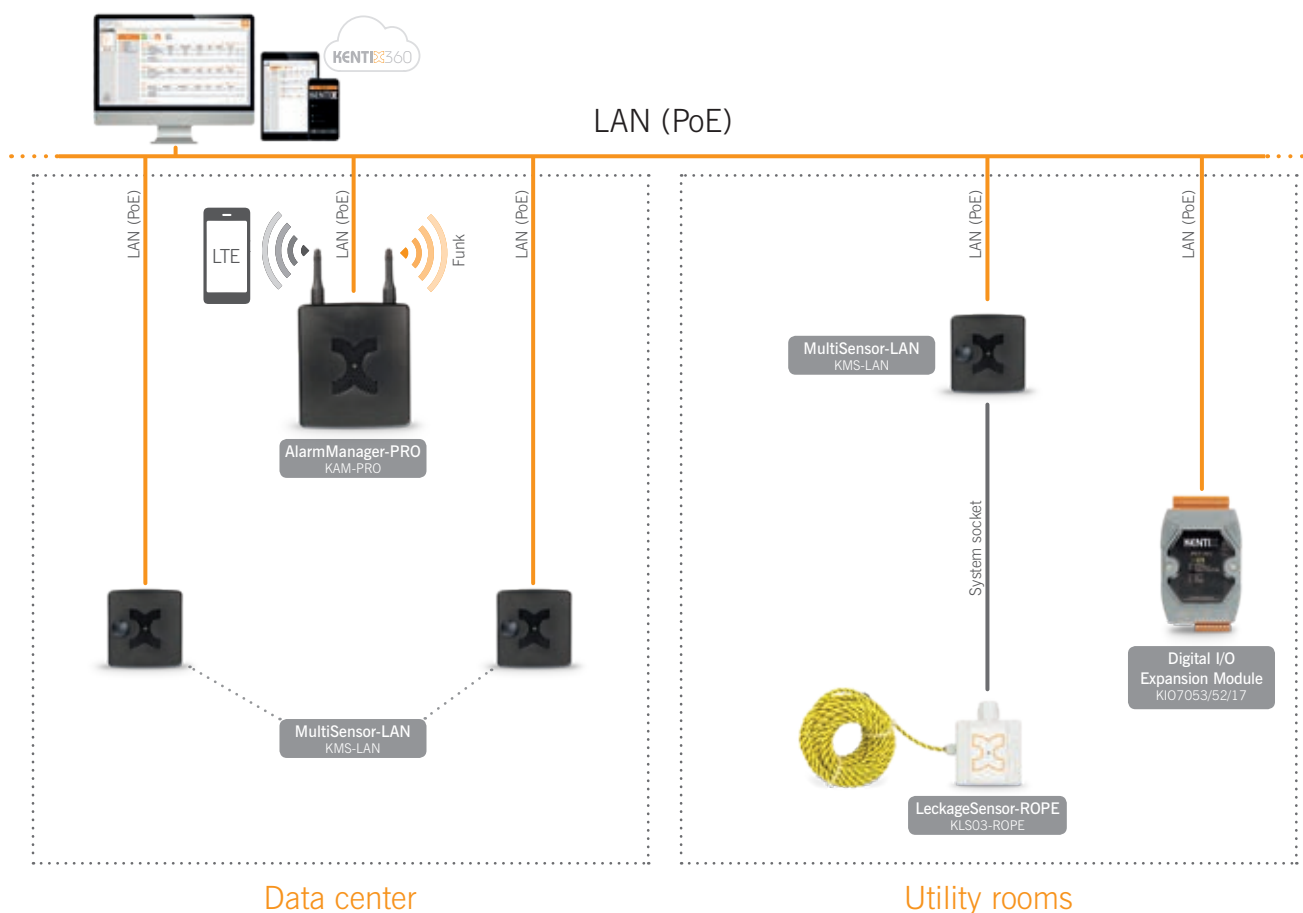 KENTIX360
LAN (PoE)
LAN (PoE)
LAN (PoE)
LAN (PoE)
LAN (PoE)
LAN (PoE)
LTE
Funk
AlarmManager-PRO
KAM-PRO
MultiSensor-LAN
KMS-LAN
MultiSensor-LAN
KMS-LAN
System socket
KENTIX
Digital I/O
Expansion Module
KIO7053/52/17
LeckageSensor-ROPE
KLS03-ROPE
Data center
Utility rooms